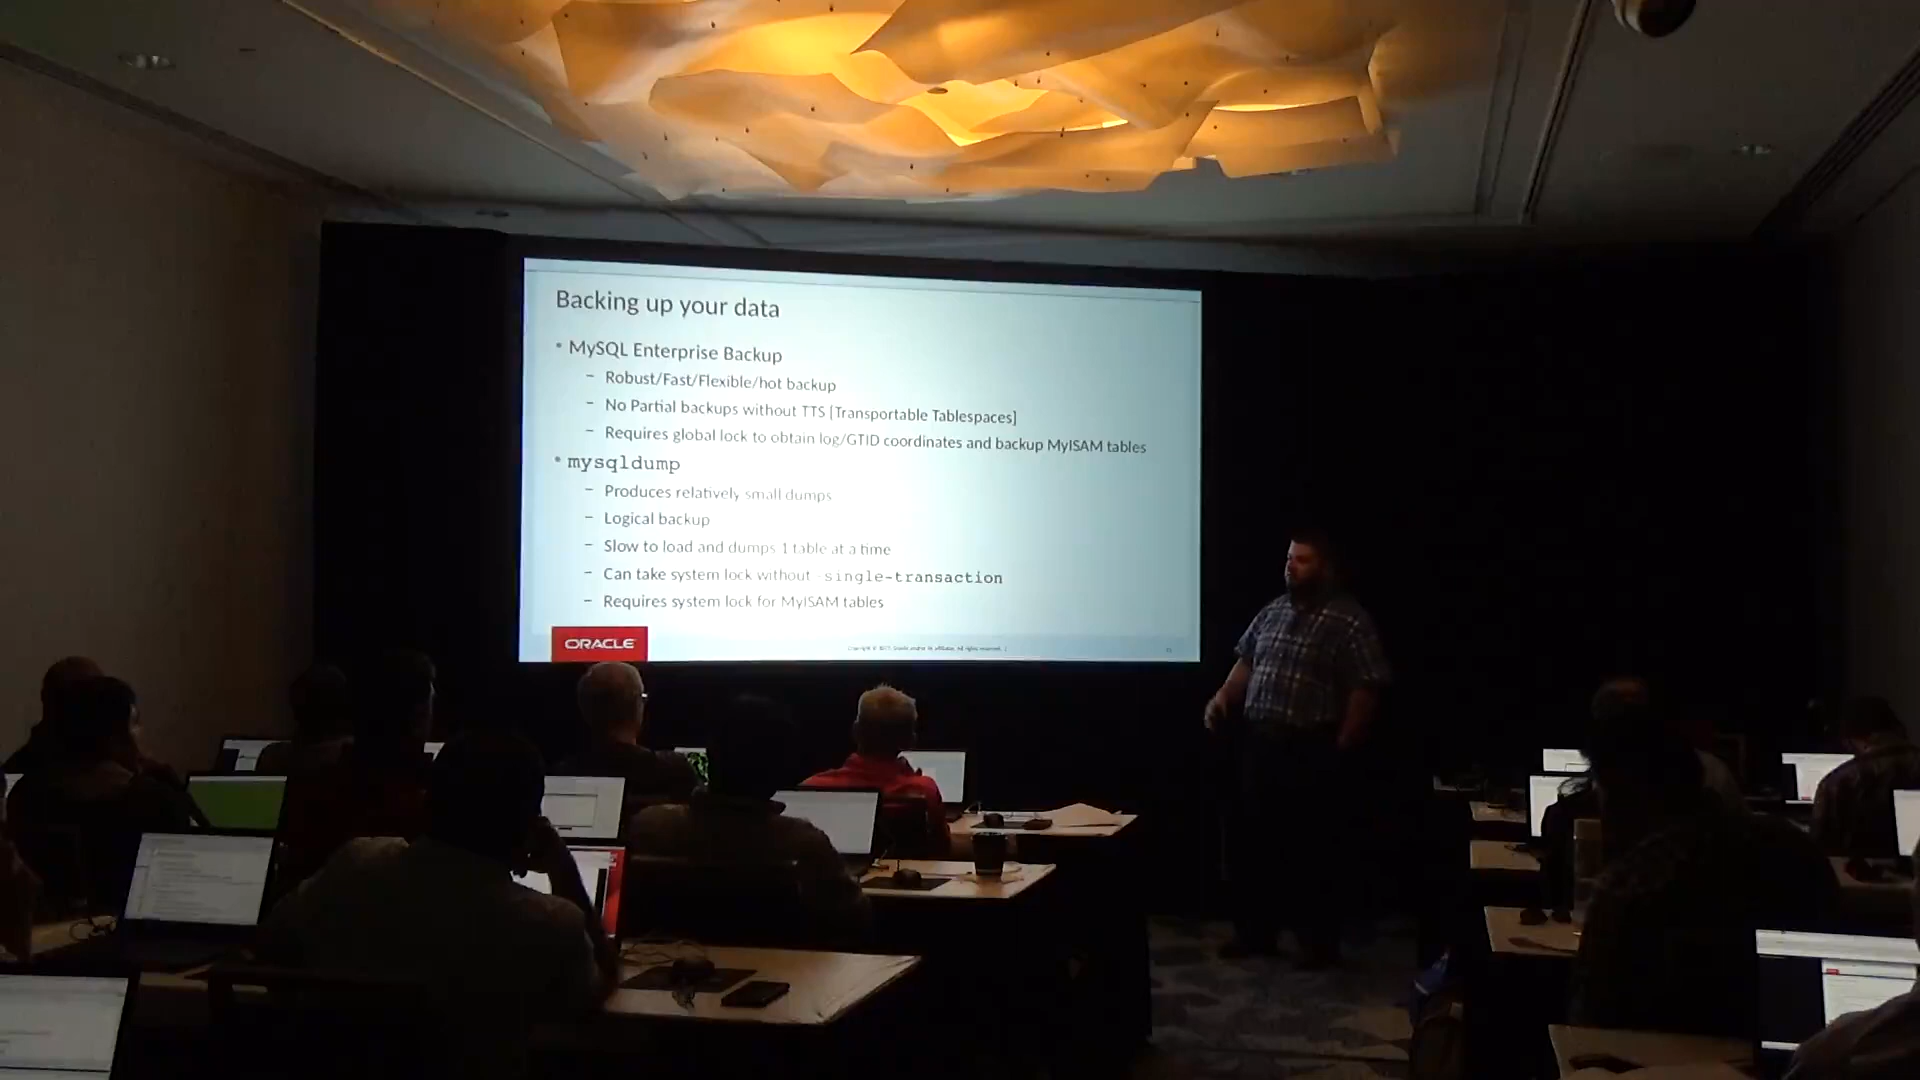 Backing up your data
• MySQL Enterprise Backup
– Robust/Fast/Flexible/hot backup
– No Partial backups without TTS [Transportable Tablespaces]
– Requires global lock to obtain log/GTID coordinates and backup MyISAM tables
• mysqldump
– Produces relatively small dumps
– Logical backup
– Slow to load and dumps 1 table at a time
– Can take system lock without -single-transaction
– Requires system lock for MyISAM tables
ORACLE